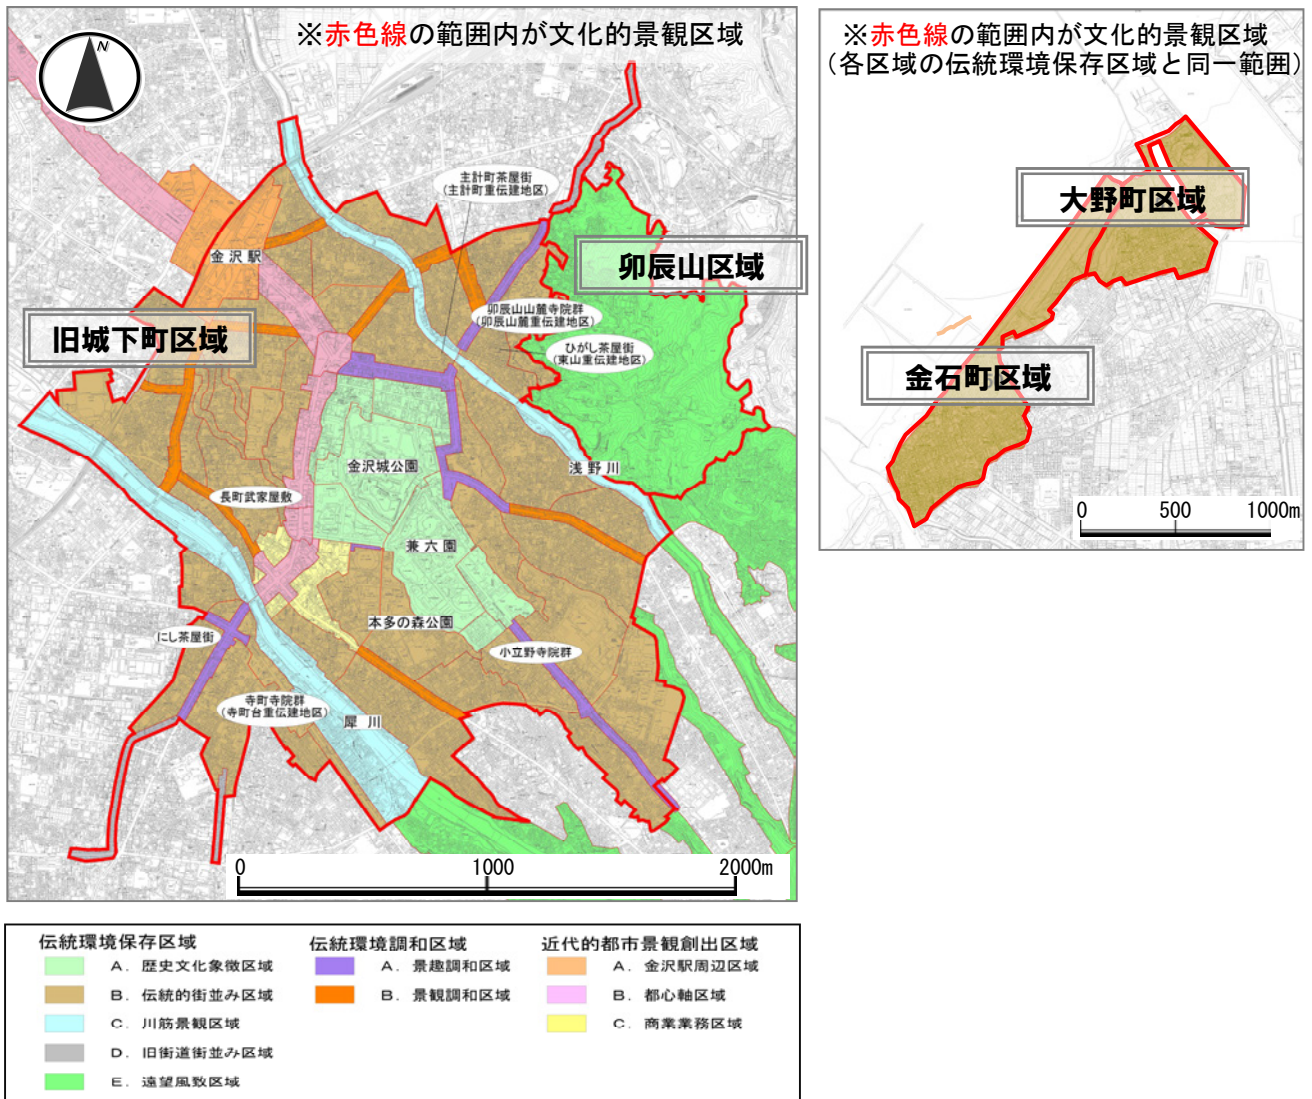 ※赤色線の範囲内が文化的景観区域
N
主計町茶屋街
(主計町重伝建地区)
金沢駅
卯辰山区域
卯辰山山麓寺院群
(卯辰山麓重伝建地区)
旧城下町区域
ひがし茶屋街
(東山重伝建地区)
金沢城公園
浅野川
長町武家屋敷
兼六園
本多の森公園
にし茶屋街
小立野寺院群
寺町寺院群
(寺町台重伝建地区)
犀川
0 1000 2000m
※赤色線の範囲内が文化的景観区域
(各区域の伝統環境保存区域と同一範囲)
大野町区域
金石町区域
0 500 1000m
伝統環境保存区域
A. 歴史文化象徴区域
B. 伝統的街並み区域
C. 川筋景観区域
D. 旧街道街並み区域
E. 遠望風致区域
伝統環境調和区域
A. 景趣調和区域
B. 景観調和区域
近代的都市景観創出区域
A. 金沢駅周辺区域
B. 都心軸区域
C. 商業業務区域